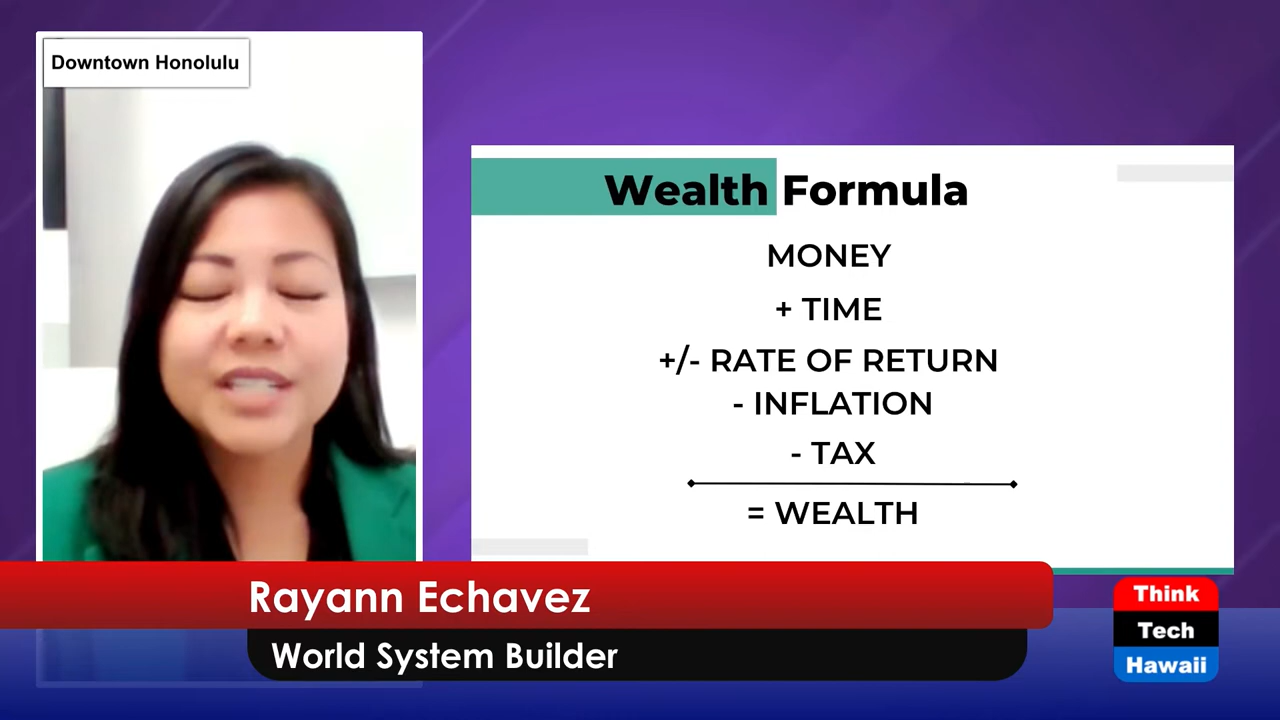 Downtown Honolulu
Wealth Formula
MONEY
+ TIME
+/- RATE OF RETURN
- INFLATION
- TAX
= WEALTH
Rayann Echavez
World System Builder
Think
Tech
Hawaii